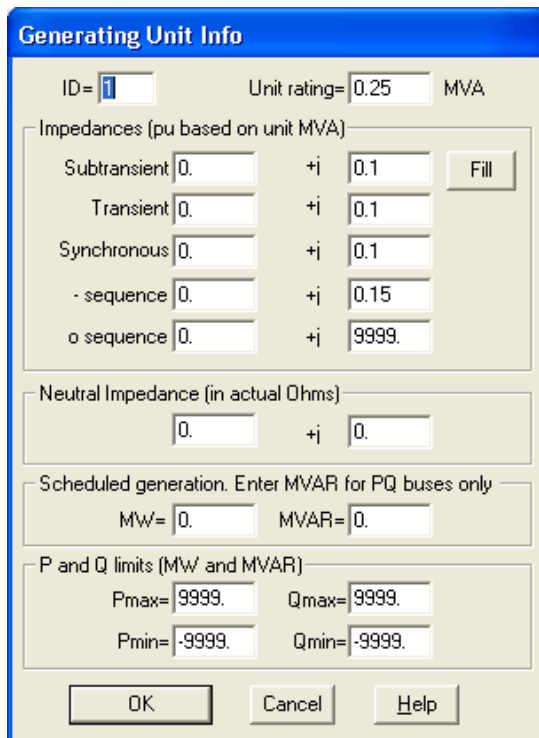 Generating Unit Info
ID= 1 Unit rating= 0.25 MVA
Impedances (pu based on unit MVA)
Subtransient 0. +j 0.1 Fill
Transient 0. +j 0.1
Synchronous 0. +j 0.1
- sequence 0. +j 0.15
o sequence 0. +j 9999.
Neutral Impedance (in actual Ohms)
0. +j 0.
Scheduled generation. Enter MVAR for PQ buses only
MW= 0. MVAR= 0.
P and Q limits (MW and MVAR)
Pmax= 9999. Qmax= 9999.
Pmin= -9999. Qmin= -9999.
OK Cancel Help